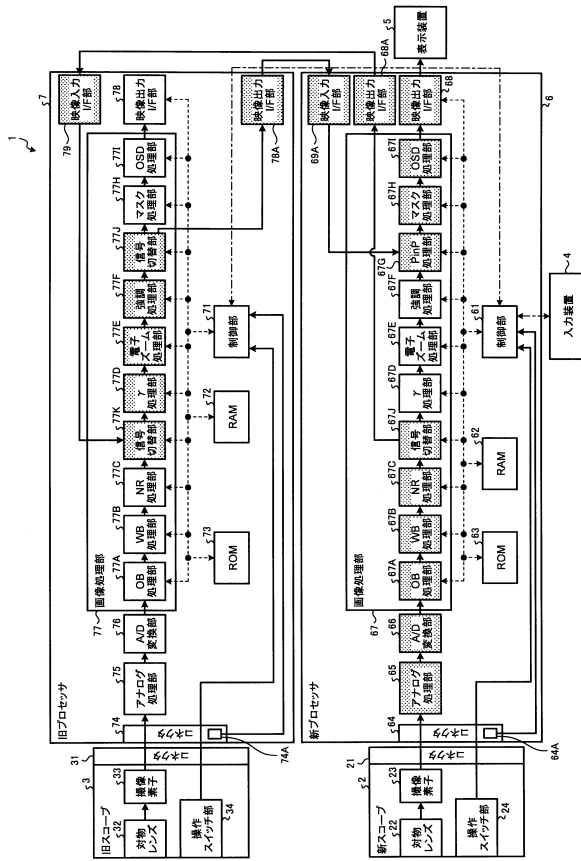 1
7
旧プロセッサ
79
映像入力I/F部
78
映像出力I/F部
78A
映像出力I/F部
77
画像処理部
77A
OB処理部
77B
WB処理部
77C
NR処理部
77K
信号切替部
77D
γ処理部
77E
電子ズーム処理部
77F
強調処理部
77J
信号切替部
77H
マスク処理部
77I
OSD処理部
76
A/D変換部
75
アナログ処理部
74
コネクタ
74A
73
ROM
72
RAM
71
制御部
3
旧スコープ
31
コネクタ
32
対物レンズ
33
撮像素子
34
操作スイッチ部
6
新プロセッサ
69A
映像入力I/F部
68A
映像出力I/F部
68
映像出力I/F部
5
表示装置
67
画像処理部
67A
OB処理部
67B
WB処理部
67C
NR処理部
67J
信号切替部
67D
γ処理部
67E
電子ズーム処理部
67F
強調処理部
67G
PinP処理部
67H
マスク処理部
67I
OSD処理部
66
A/D変換部
65
アナログ処理部
64
コネクタ
64A
63
ROM
62
RAM
61
制御部
4
入力装置
2
新スコープ
21
コネクタ
22
対物レンズ
23
撮像素子
24
操作スイッチ部